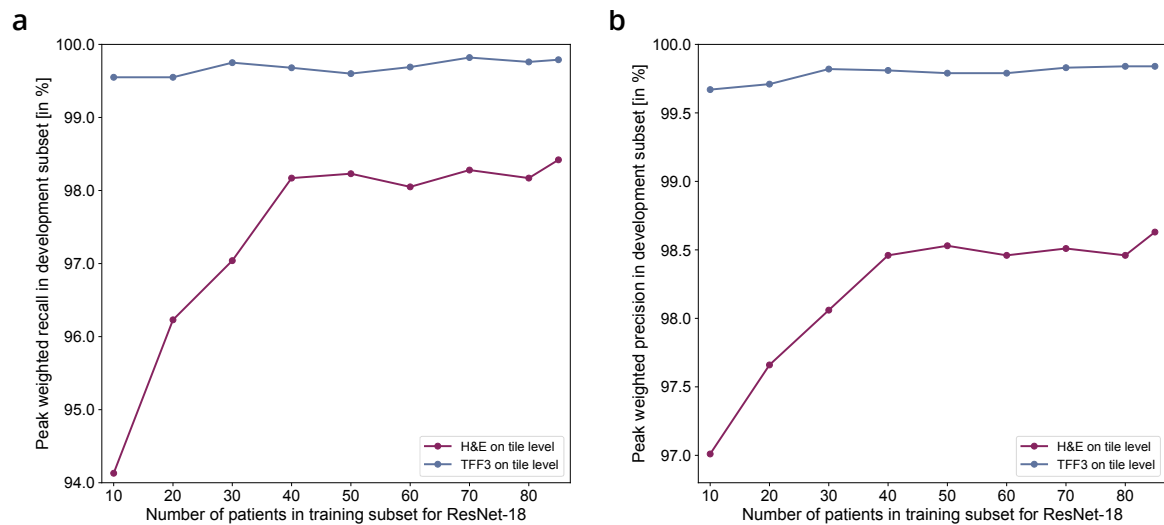 a
Peak weighted recall in development subset [in %]
100.0
99.0
98.0
97.0
96.0
95.0
94.0
10 20 30 40 50 60 70 80
Number of patients in training subset for ResNet-18
H&E on tile level
TFF3 on tile level
b
Peak weighted precision in development subset [in %]
100.0
99.5
99.0
98.5
98.0
97.5
97.0
10 20 30 40 50 60 70 80
Number of patients in training subset for ResNet-18
H&E on tile level
TFF3 on tile level